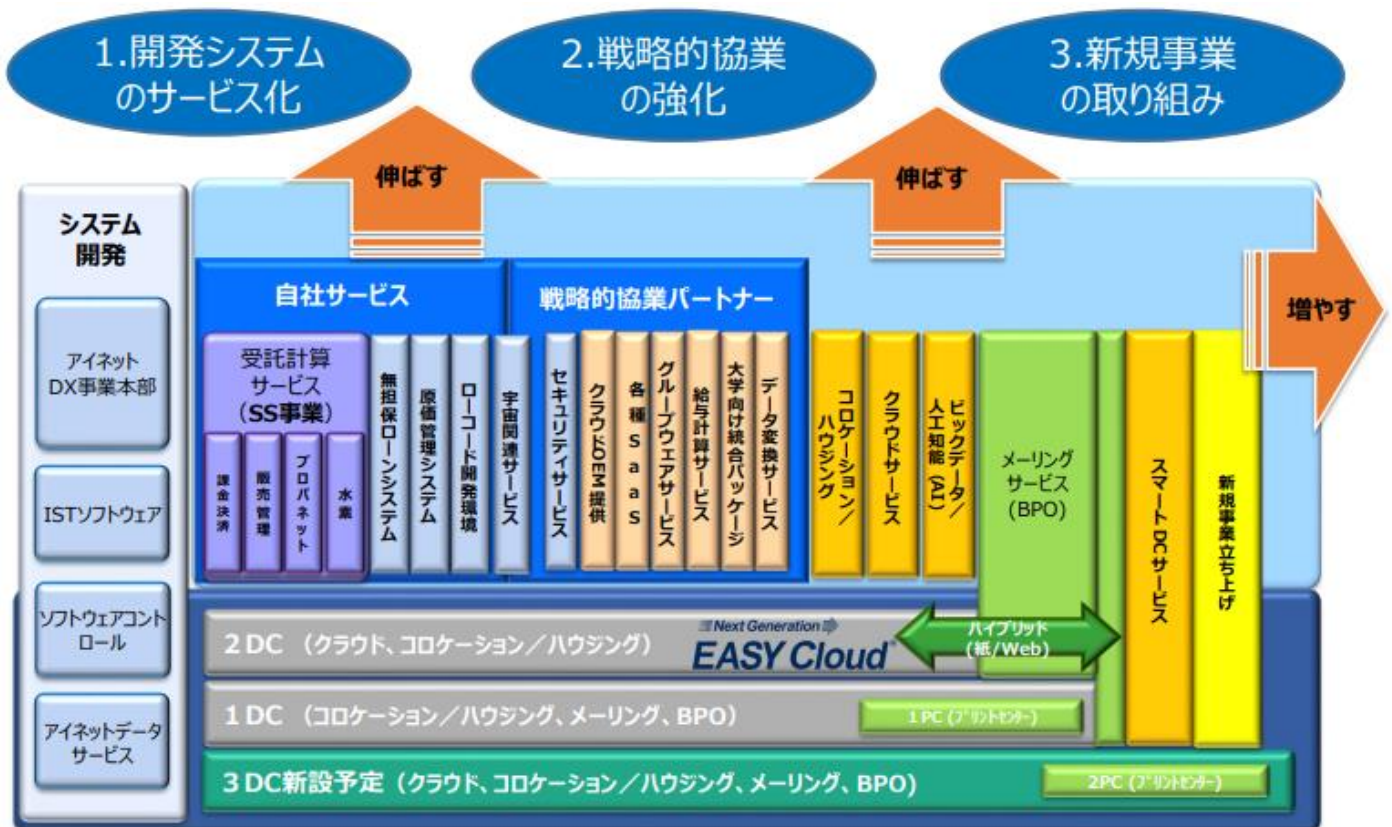 1.開発システム
のサービス化
2.戦略的協業
の強化
3.新規事業
の取り組み
伸ばす
伸ばす
増やす
システム
開発
アイネット
DX事業本部
ISTソフトウェア
ソフトウェアコント
ロール
アイネットデータ
サービス
自社サービス
戦略的協業パートナー
受託計算
サービス
(SS事業)
課金決済
販売管理
プロパネット
水素
無担保ローンシステム
原価管理システム
ローコード開発環境
宇宙関連サービス
セキュリティサービス
クラウドOEM提供
各種SaaS
グループウェアサービス
給与計算サービス
大学向け統合パッケージ
データ変換サービス
コロケーション/
ハウジング
クラウドサービス
ビックデータ/
人工知能(AI)
メーリング
サービス
(BPO)
スマートDCサービス
新規事業立ち上げ
2DC (クラウド、コロケーション/ハウジング)
Next Generation
EASY Cloud
ハイブリッド
(紙/Web)
1DC (コロケーション/ハウジング、メーリング、BPO)
1PC(プリントセンター)
3DC新設予定(クラウド、コロケーション/ハウジング、メーリング、BPO)
2PC(プリントセンター)